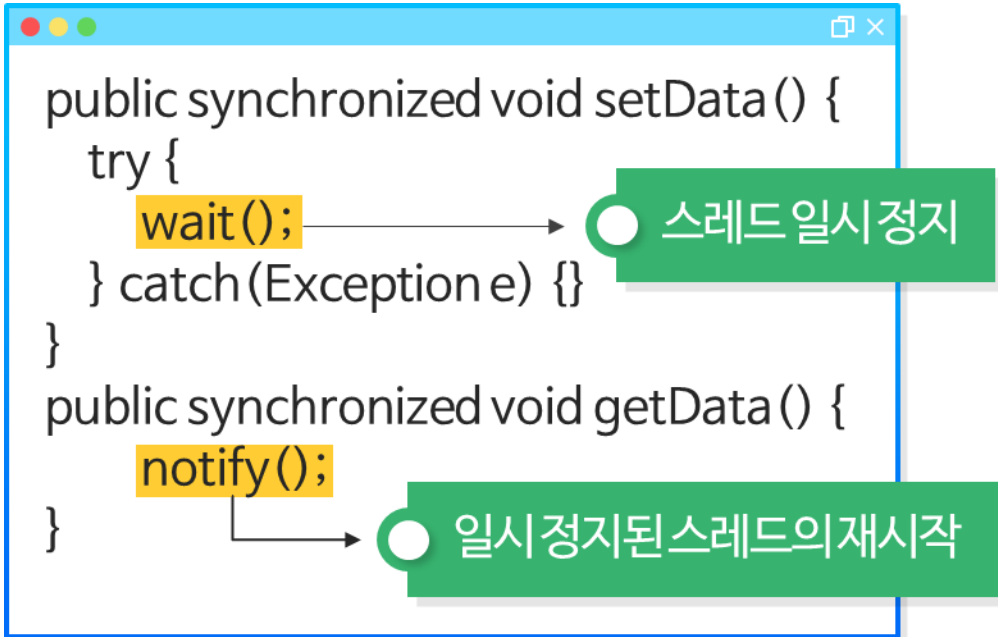 public synchronized void setData() {
try {
wait();
스레드 일시 정지
} catch(Exception e) {}
}
public synchronized void getData() {
notify();
}
일시 정지된 스레드의 재시작